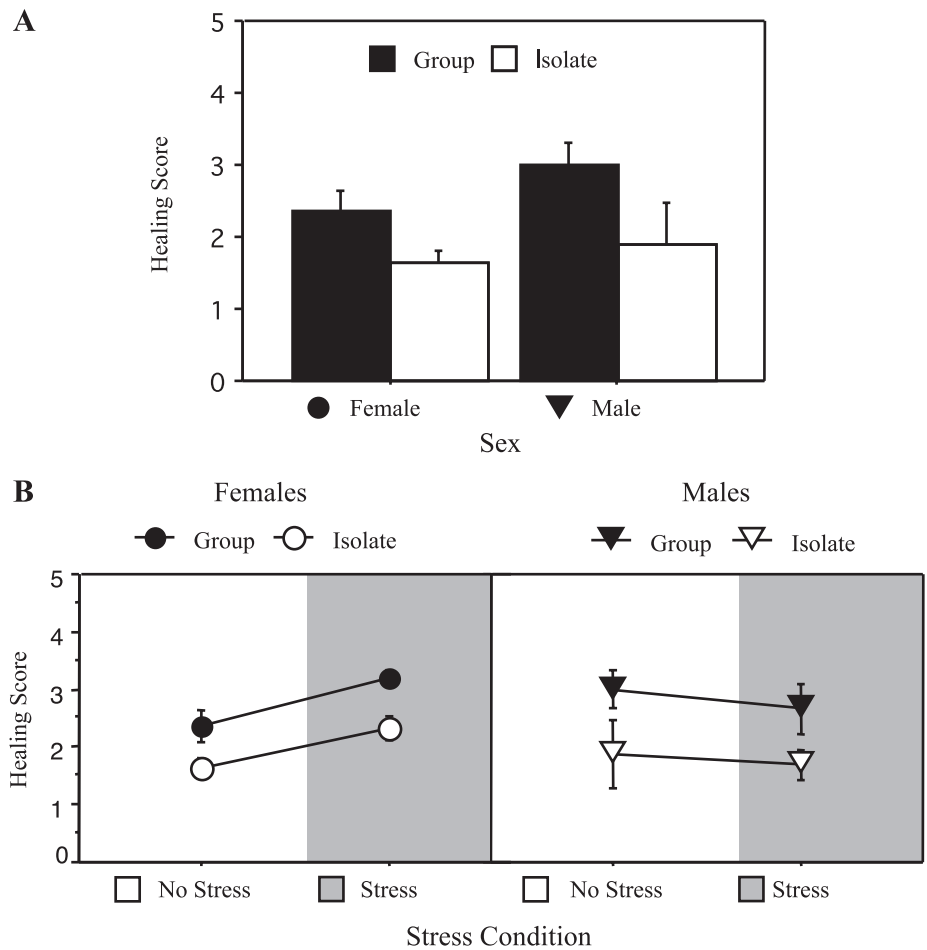 A
5
Group Isolate
4
3
2
1
0
Healing Score
Female Male
Sex
B
Females Males
Group Isolate Group Isolate
5
4
3
2
1
0
Healing Score
No Stress Stress No Stress Stress
Stress Condition